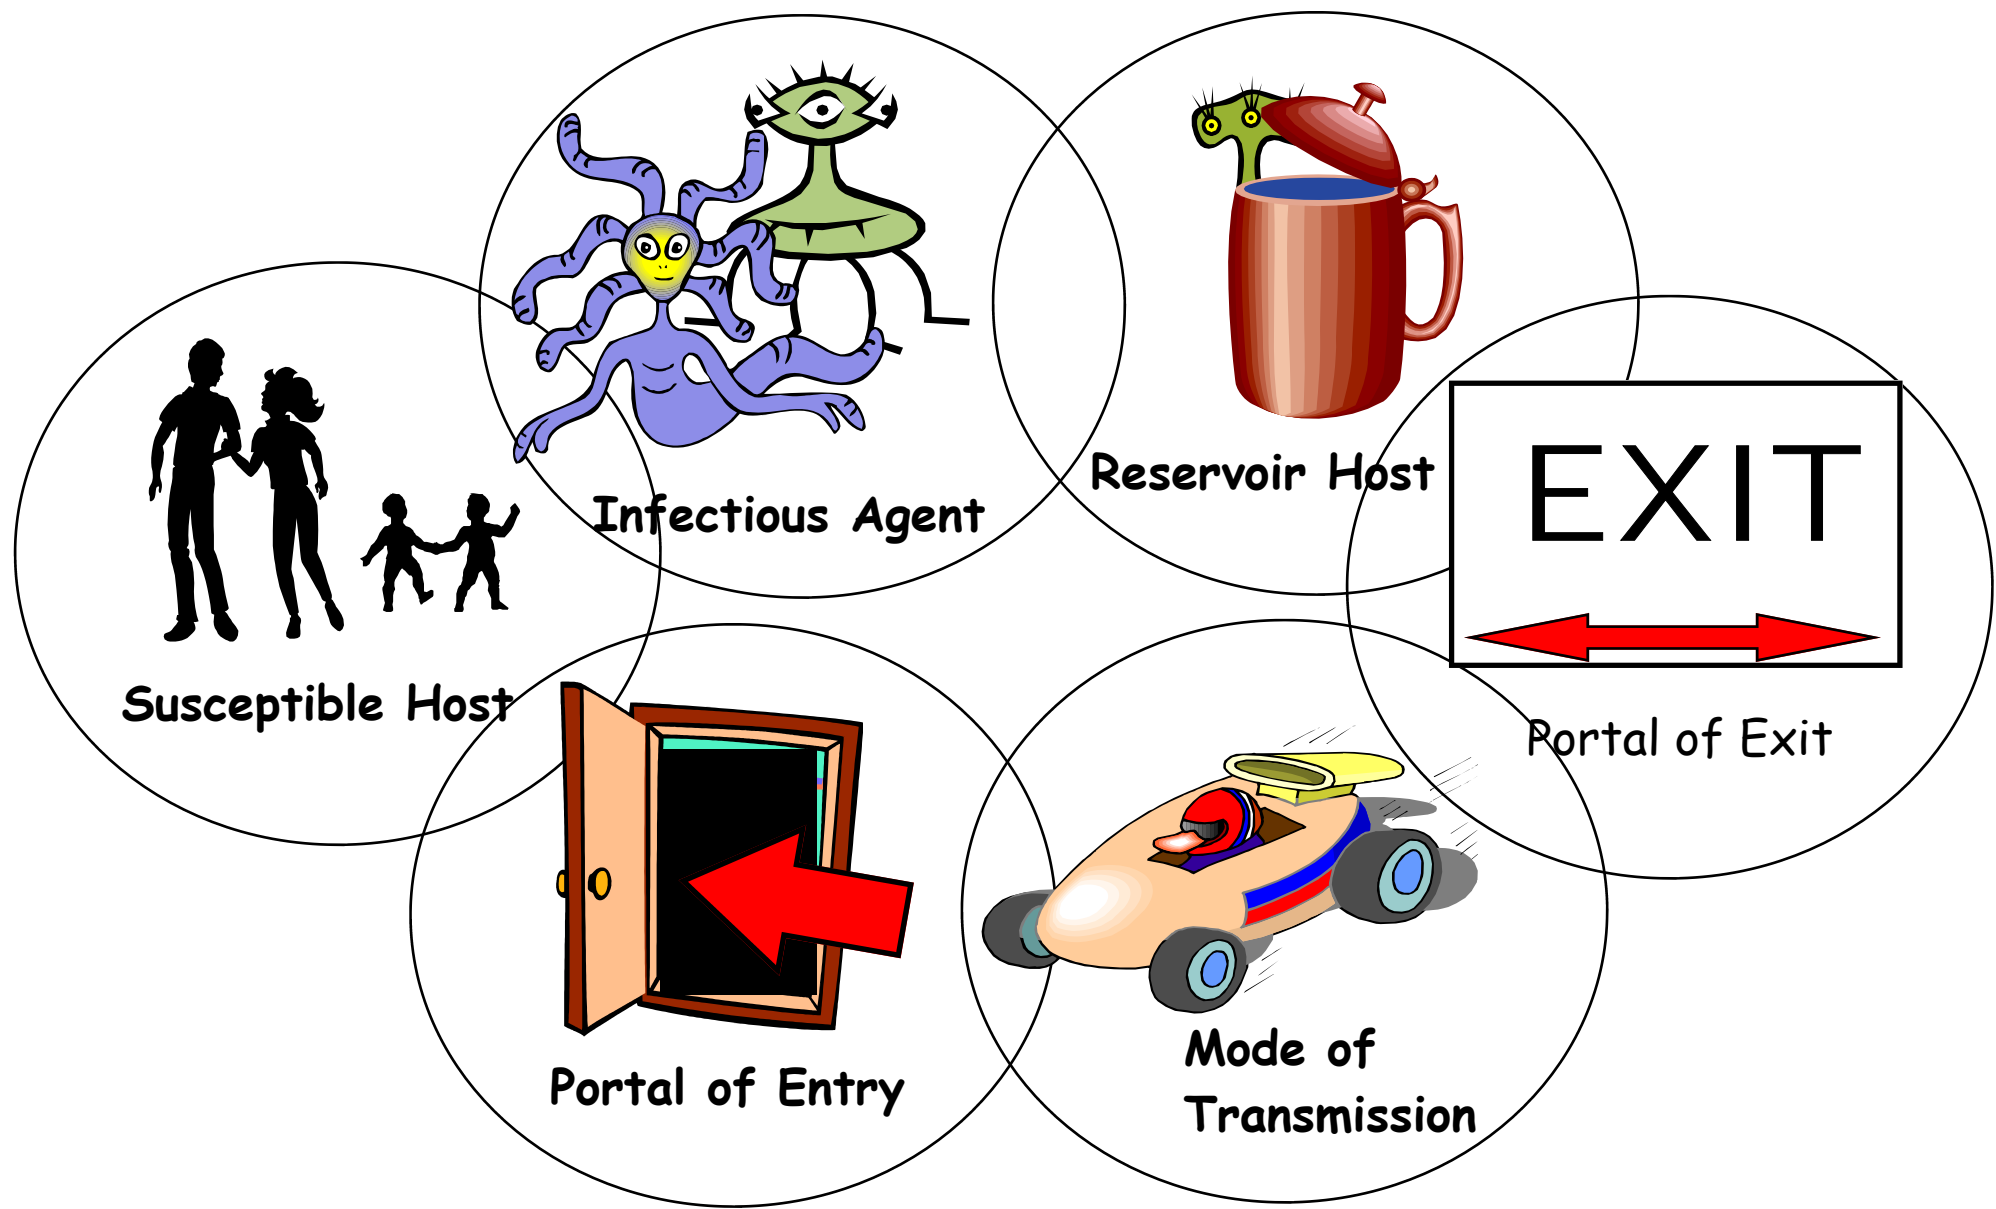 Infectious Agent
Reservoir Host
EXIT
Portal of Exit
Mode of
Transmission
Portal of Entry
Susceptible Host